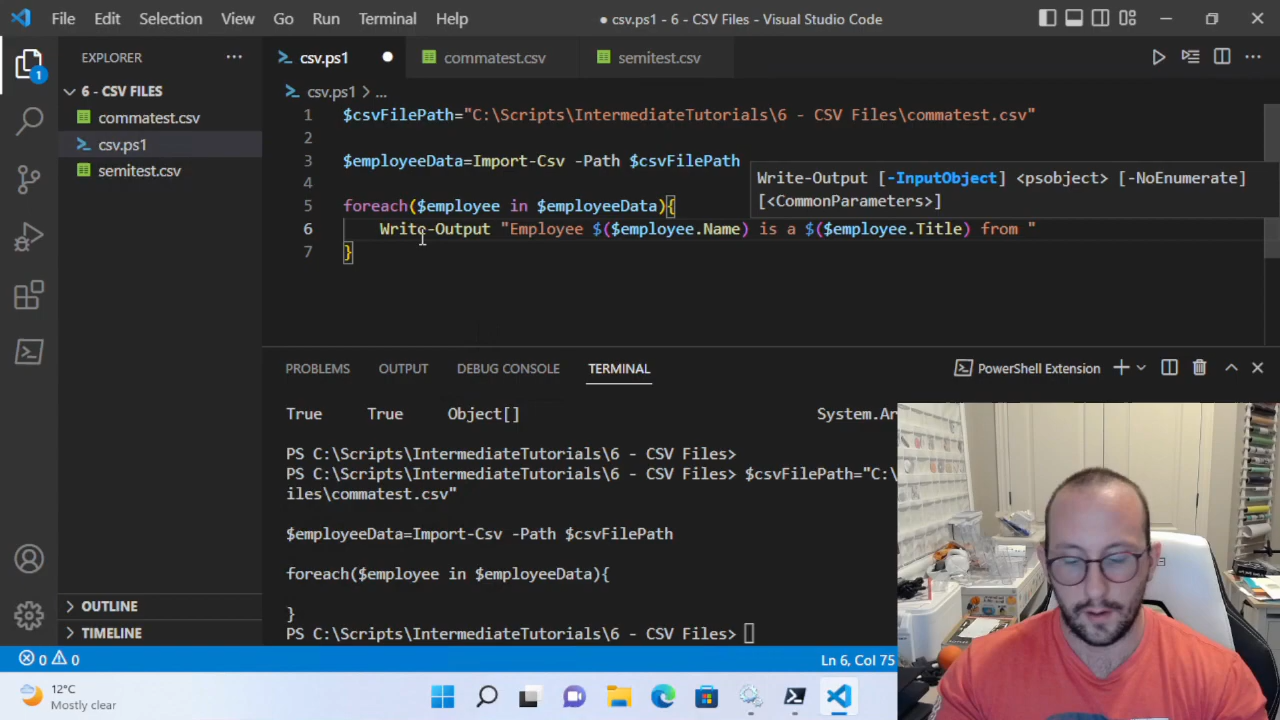 File Edit Selection View Go Run Terminal Help
● csv.ps1 - 6 - CSV Files - Visual Studio Code
EXPLORER
csv.ps1
commatest.csv
semitest.csv
1
6 - CSV FILES
commatest.csv
csv.ps1
semitest.csv
csv.ps1 > ...
1 $csvFilePath="C:\Scripts\IntermediateTutorials\6 - CSV Files\commatest.csv"
2
3 $employeeData=Import-Csv -Path $csvFilePath
4
5 foreach($employee in $employeeData){
6 Write-Output "Employee $($employee.Name) is a $($employee.Title) from "
7 }
Write-Output [-InputObject] <psobject> [-NoEnumerate]
[<CommonParameters>]
PROBLEMS OUTPUT DEBUG CONSOLE TERMINAL
PowerShell Extension
True True Object[] System.Ar
PS C:\Scripts\IntermediateTutorials\6 - CSV Files>
PS C:\Scripts\IntermediateTutorials\6 - CSV Files> $csvFilePath="C:\
iles\commatest.csv"
$employeeData=Import-Csv -Path $csvFilePath
foreach($employee in $employeeData){
}
PS C:\Scripts\IntermediateTutorials\6 - CSV Files>
OUTLINE
TIMELINE
0 0
Ln 6, Col 75
12°C
Mostly clear